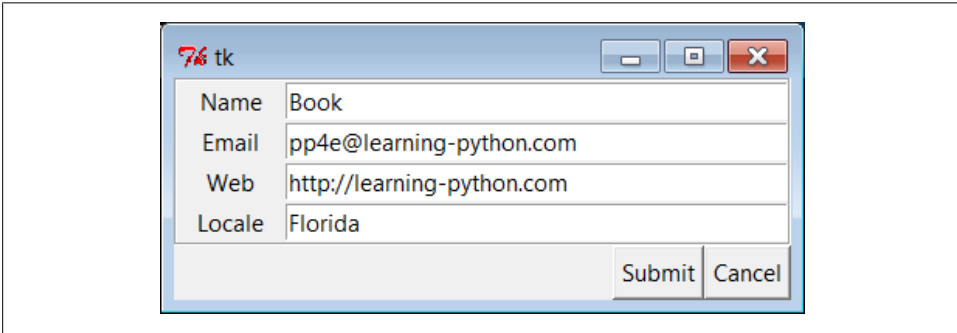 tk
Name Book
Email pp4e@learning-python.com
Web http://learning-python.com
Locale Florida
Submit Cancel